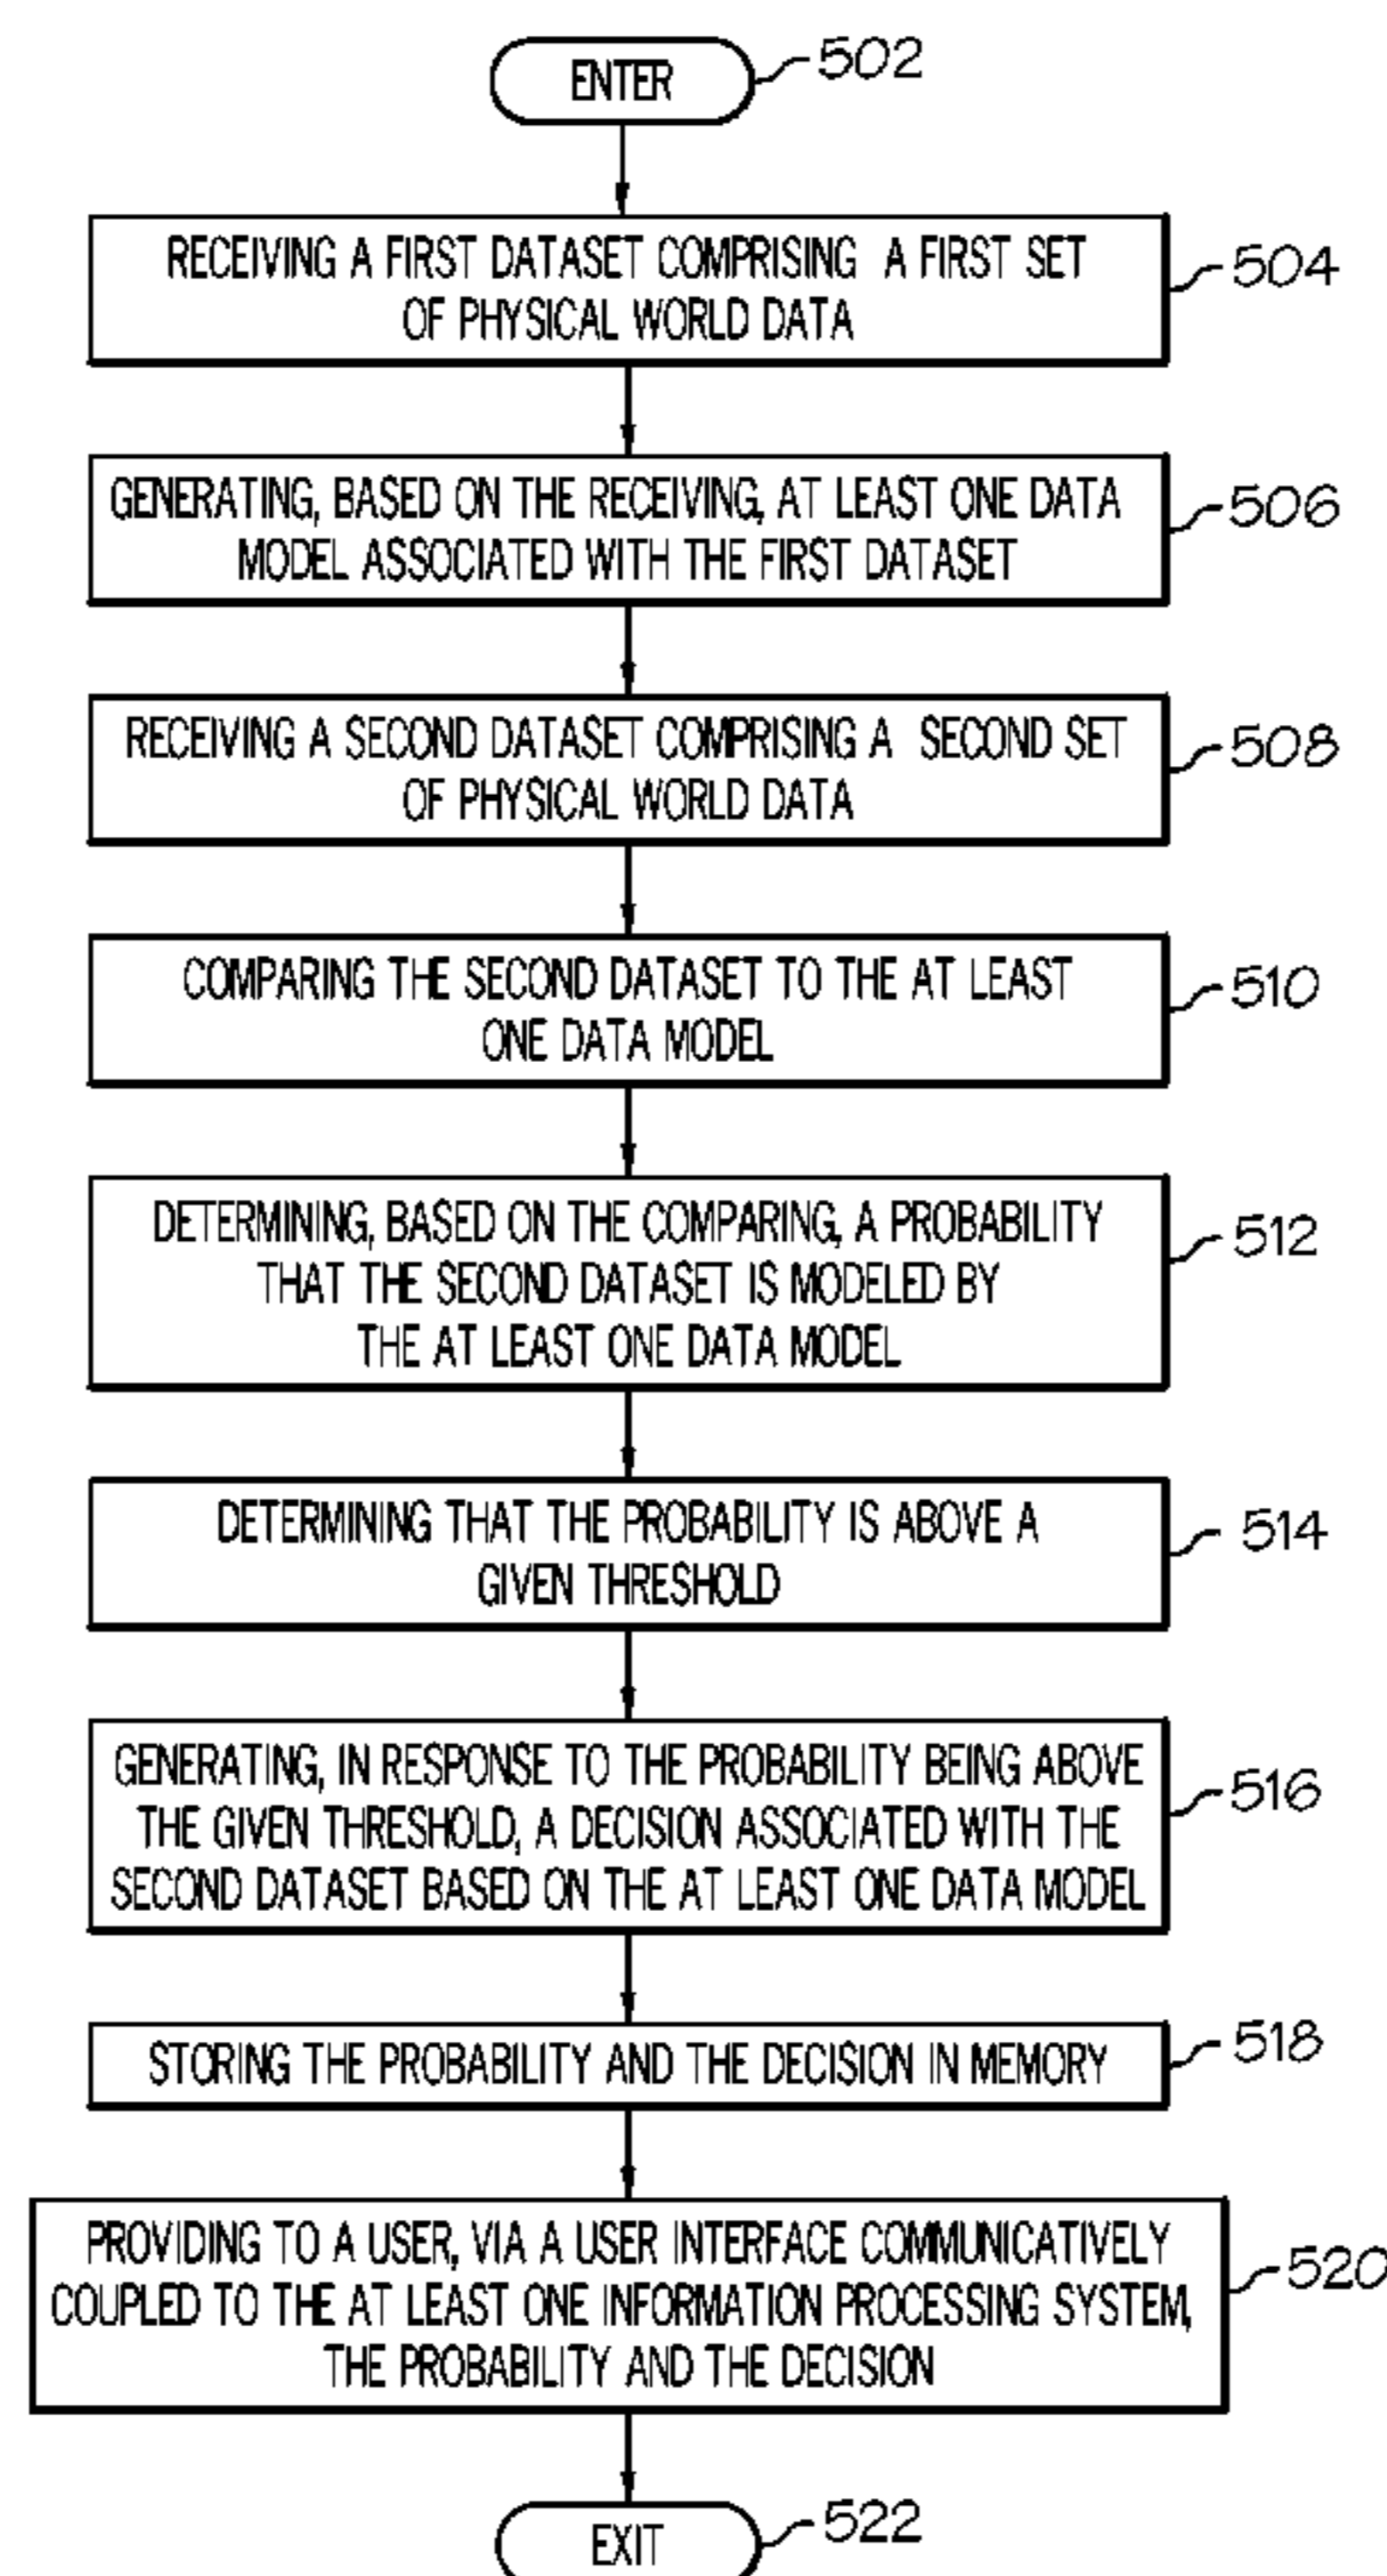 ENTER
502
RECEIVING A FIRST DATASET COMPRISING A FIRST SET
OF PHYSICAL WORLD DATA
504
GENERATING, BASED ON THE RECEIVING, AT LEAST ONE DATA
MODEL ASSOCIATED WITH THE FIRST DATASET
506
RECEIVING A SECOND DATASET COMPRISING A SECOND SET
OF PHYSICAL WORLD DATA
508
COMPARING THE SECOND DATASET TO THE AT LEAST
ONE DATA MODEL
510
DETERMINING, BASED ON THE COMPARING, A PROBABILITY
THAT THE SECOND DATASET IS MODELED BY
THE AT LEAST ONE DATA MODEL
512
DETERMINING THAT THE PROBABILITY IS ABOVE A
GIVEN THRESHOLD
514
GENERATING, IN RESPONSE TO THE PROBABILITY BEING ABOVE
THE GIVEN THRESHOLD, A DECISION ASSOCIATED WITH THE
SECOND DATASET BASED ON THE AT LEAST ONE DATA MODEL
516
STORING THE PROBABILITY AND THE DECISION IN MEMORY
518
PROVIDING TO A USER, VIA A USER INTERFACE COMMUNICATIVELY
COUPLED TO THE AT LEAST ONE INFORMATION PROCESSING SYSTEM,
THE PROBABILITY AND THE DECISION
520
EXIT
522